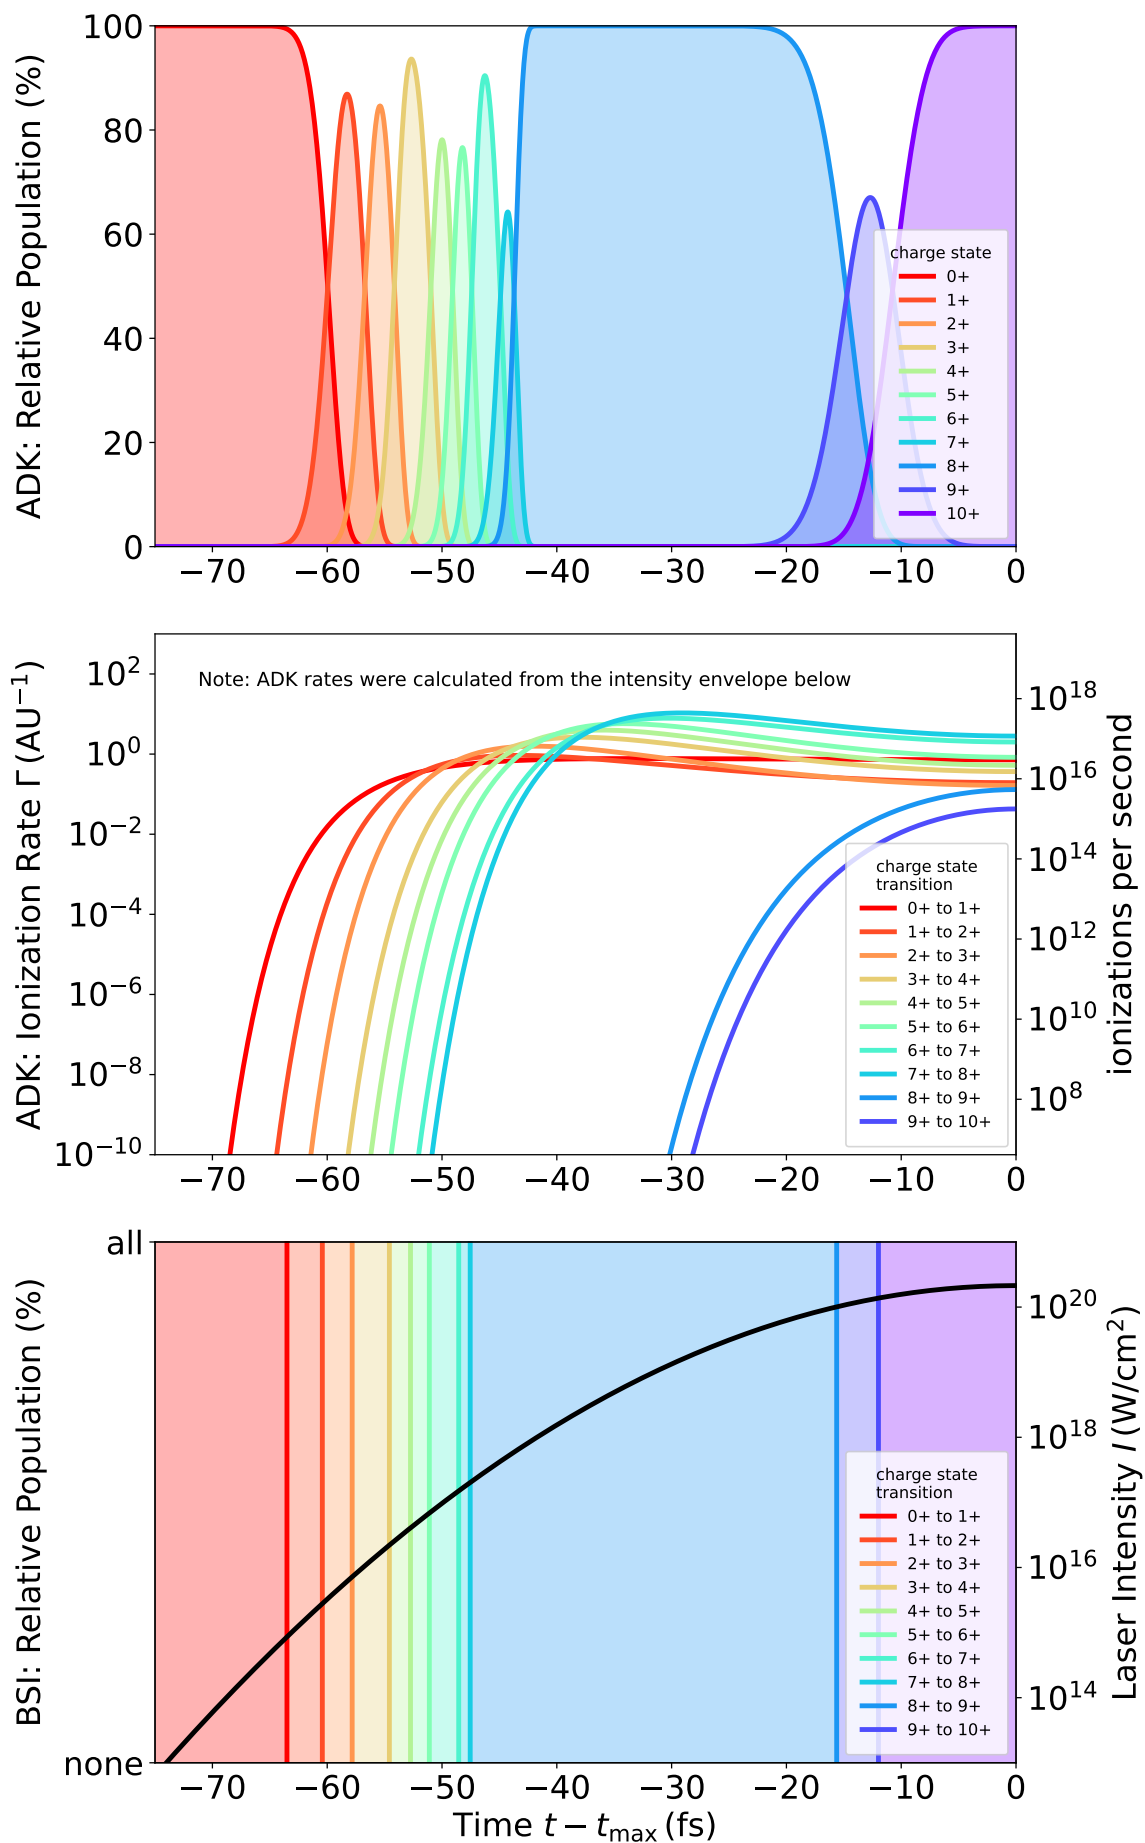 ADK: Relative Population (%)
100
80
60
40
20
0
charge state
0+
1+
2+
3+
4+
5+
6+
7+
8+
9+
10+
−70 −60 −50 −40 −30 −20 −10 0
ADK: Ionization Rate Γ (AU⁻¹)
10²
10⁰
10⁻²
10⁻⁴
10⁻⁶
10⁻⁸
10⁻¹⁰
Note: ADK rates were calculated from the intensity envelope below
10¹⁸
10¹⁶
10¹⁴
10¹²
10¹⁰
10⁸
ionizations per second
charge state
transition
0+ to 1+
1+ to 2+
2+ to 3+
3+ to 4+
4+ to 5+
5+ to 6+
6+ to 7+
7+ to 8+
8+ to 9+
9+ to 10+
−70 −60 −50 −40 −30 −20 −10 0
BSI: Relative Population (%)
all
none
10²⁰
10¹⁸
10¹⁶
10¹⁴
Laser Intensity I (W/cm²)
charge state
transition
0+ to 1+
1+ to 2+
2+ to 3+
3+ to 4+
4+ to 5+
5+ to 6+
6+ to 7+
7+ to 8+
8+ to 9+
9+ to 10+
−70 −60 −50 −40 −30 −20 −10 0
Time t − t_max (fs)